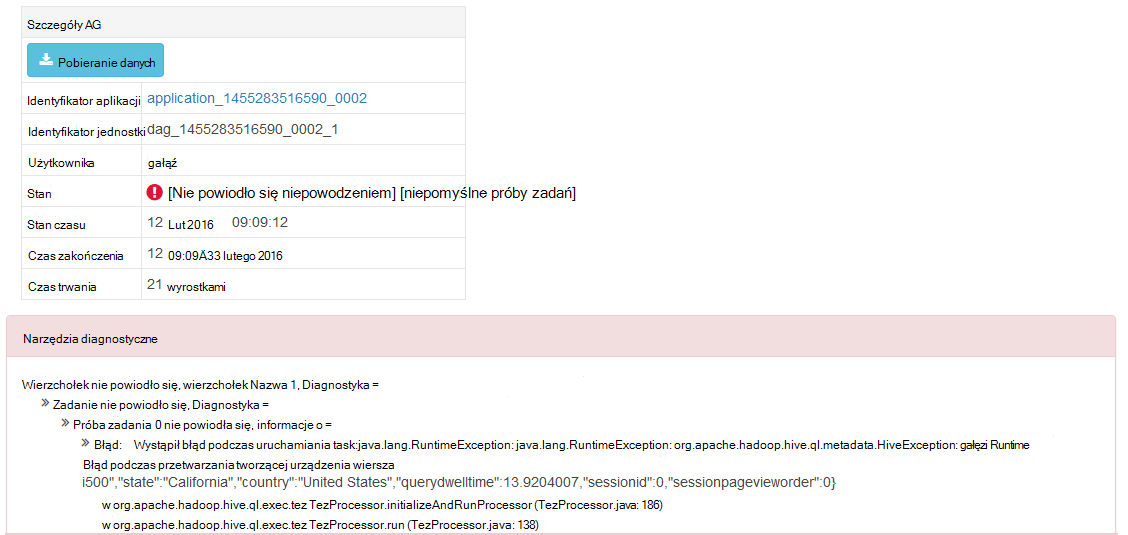 Szczegóły AG
Pobieranie danych
Identyfikator aplikacji application_1455283516590_0002
Identyfikator jednostki dag_1455283516590_0002_1
Użytkownika gałąź
Stan [Nie powiodło się niepowodzeniem] [niepomyślne próby zadań]
Stan czasu 12 Lut 2016 09:09:12
Czas zakończenia 12 09:09Ä33 lutego 2016
Czas trwania 21 wyrostkami
Narzędzia diagnostyczne
Wierzchołek nie powiodło się, wierzchołek Nazwa 1, Diagnostyka =
Zadanie nie powiodło się, Diagnostyka =
Próba zadania 0 nie powiodła się, informacje o =
Błąd: Wystąpił błąd podczas uruchamiania task:java.lang.RuntimeException: java.lang.RuntimeException: org.apache.hadoop.hive.ql.metadata.HiveException: gałęzi Runtime
Błąd podczas przetwarzania tworzącej urządzenia wiersza
i500","state":"California","country":"United States","querydwelltime":13.9204007,"sessionid":0,"sessionpagevieworder":0}
w org.apache.hadoop.hive.ql.exec.tez TezProcessor.initializeAndRunProcessor (TezProcessor.java: 186)
w org.apache.hadoop.hive.ql.exec.tez TezProcessor.run (TezProcessor.java: 138)